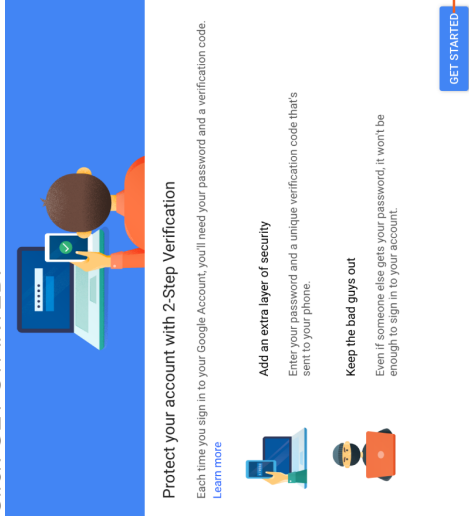 Protect your account with 2-Step Verification
Each time you sign in to your Google Account, you'll need your password and a verification code.
Learn more
Add an extra layer of security
Enter your password and a unique verification code that's
sent to your phone.
Keep the bad guys out
Even if someone else gets your password, it won't be
enough to sign in to your account.
GET STARTED